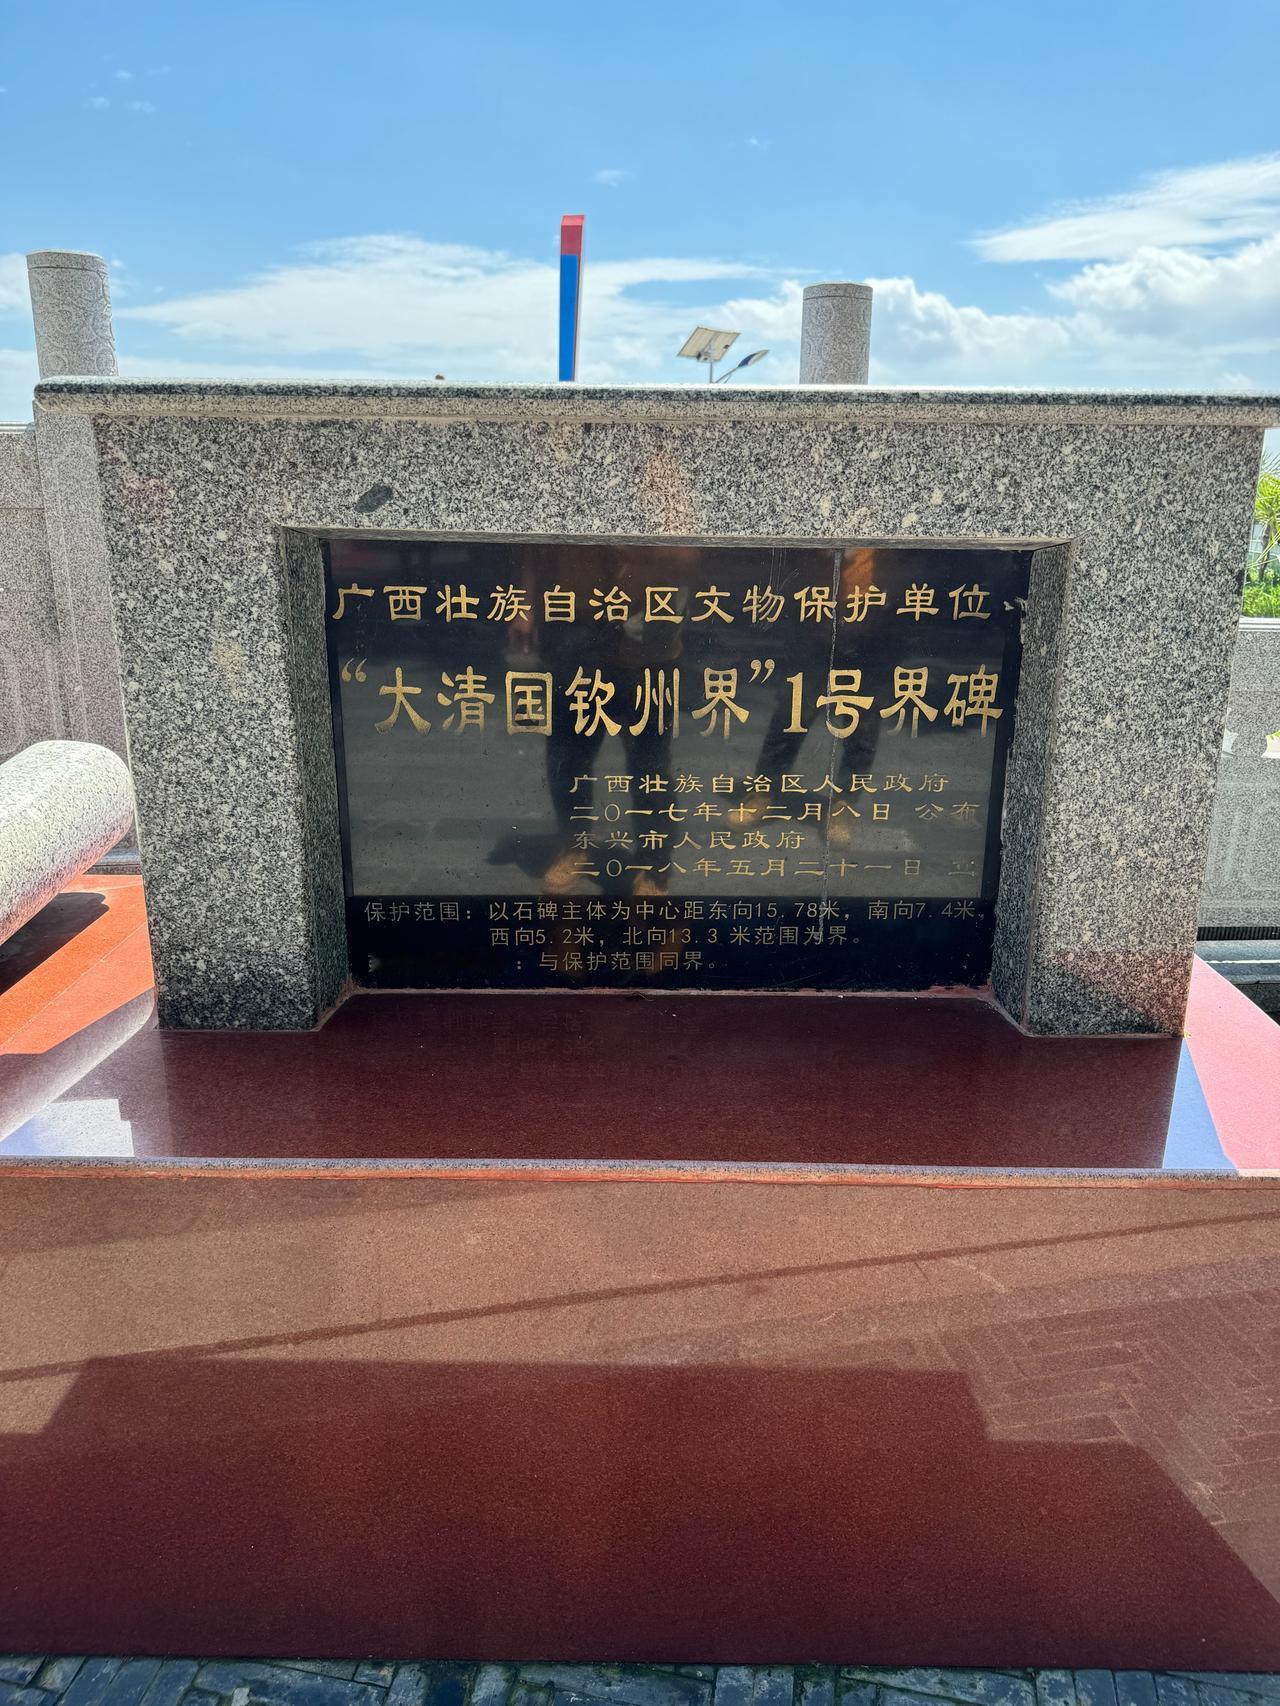 广西壮族自治区文物保护单位
“大清国钦州界”1号界碑
广西壮族自治区人民政府
二〇一七年十二月八日 公布
东兴市人民政府
二〇一八年五月二十一日 立
保护范围：以石碑主体为中心距东向15.78米，南向7.4米，
西向5.2米，北向13.3 米范围为界。
：与保护范围同界。